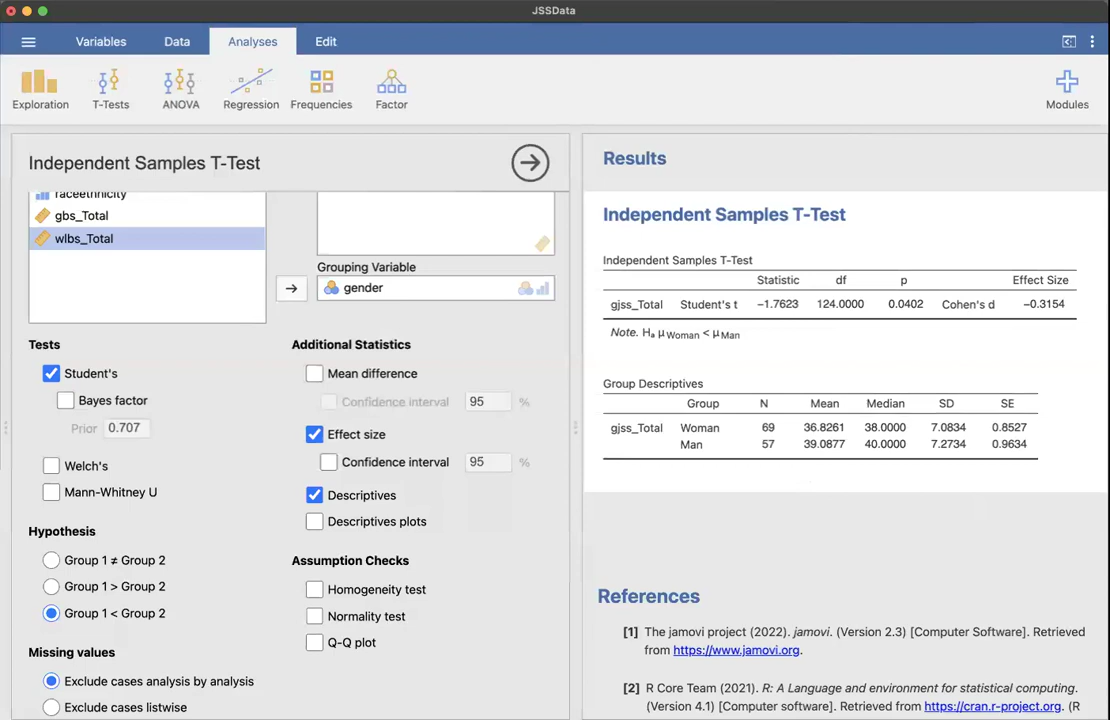 JSSData
Variables Data Analyses Edit
Exploration T-Tests ANOVA Regression Frequencies Factor Modules
Independent Samples T-Test
raceethnicity
gbs_Total
wlbs_Total
Grouping Variable
gender
Tests
Student's
Bayes factor
Prior 0.707
Welch's
Mann-Whitney U
Hypothesis
Group 1 ≠ Group 2
Group 1 > Group 2
Group 1 < Group 2
Missing values
Exclude cases analysis by analysis
Exclude cases listwise
Additional Statistics
Mean difference
Confidence interval 95 %
Effect size
Confidence interval 95 %
Descriptives
Descriptives plots
Assumption Checks
Homogeneity test
Normality test
Q-Q plot
Results
Independent Samples T-Test
Independent Samples T-Test
Statistic df p Effect Size
gjss_Total Student's t −1.7623 124.0000 0.0402 Cohen's d −0.3154
Note. Hₐ μ Woman < μ Man
Group Descriptives
Group N Mean Median SD SE
gjss_Total Woman 69 36.8261 38.0000 7.0834 0.8527
Man 57 39.0877 40.0000 7.2734 0.9634
References
[1] The jamovi project (2022). jamovi. (Version 2.3) [Computer Software]. Retrieved
from https://www.jamovi.org.
[2] R Core Team (2021). R: A Language and environment for statistical computing.
(Version 4.1) [Computer software]. Retrieved from https://cran.r-project.org. (R